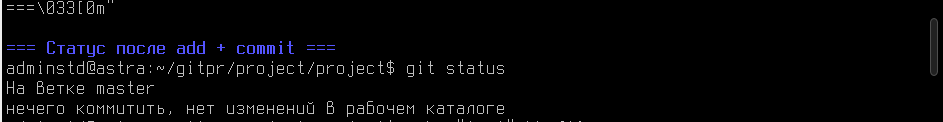 ===\033[0m"
=== Статус после add + commit ===
adminstd@astra:~/gitpr/project/project$ git status
На ветке master
нечего коммитить, нет изменений в рабочем каталоге